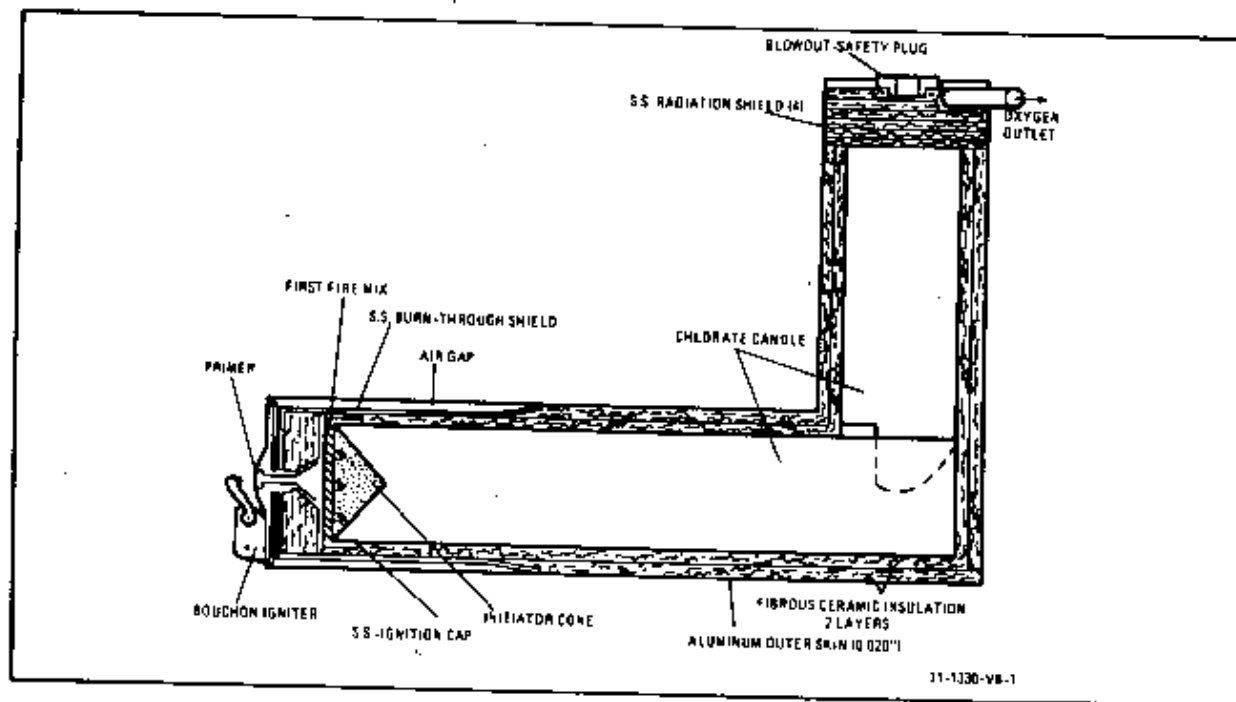 BLOWOUT-SAFETY PLUG
S.S. RADIATION SHIELD (4)
OXYGEN
OUTLET
FIRST FIRE MIX
S.S. BURN-THROUGH SHIELD
AIR GAP
PRIMER
CHLORATE CANDLE
BOUCHON IGNITER
S.S.-IGNITION CAP
INITIATOR CONE
FIBROUS CERAMIC INSULATION
2 LAYERS
ALUMINUM OUTER SKIN (0.020")